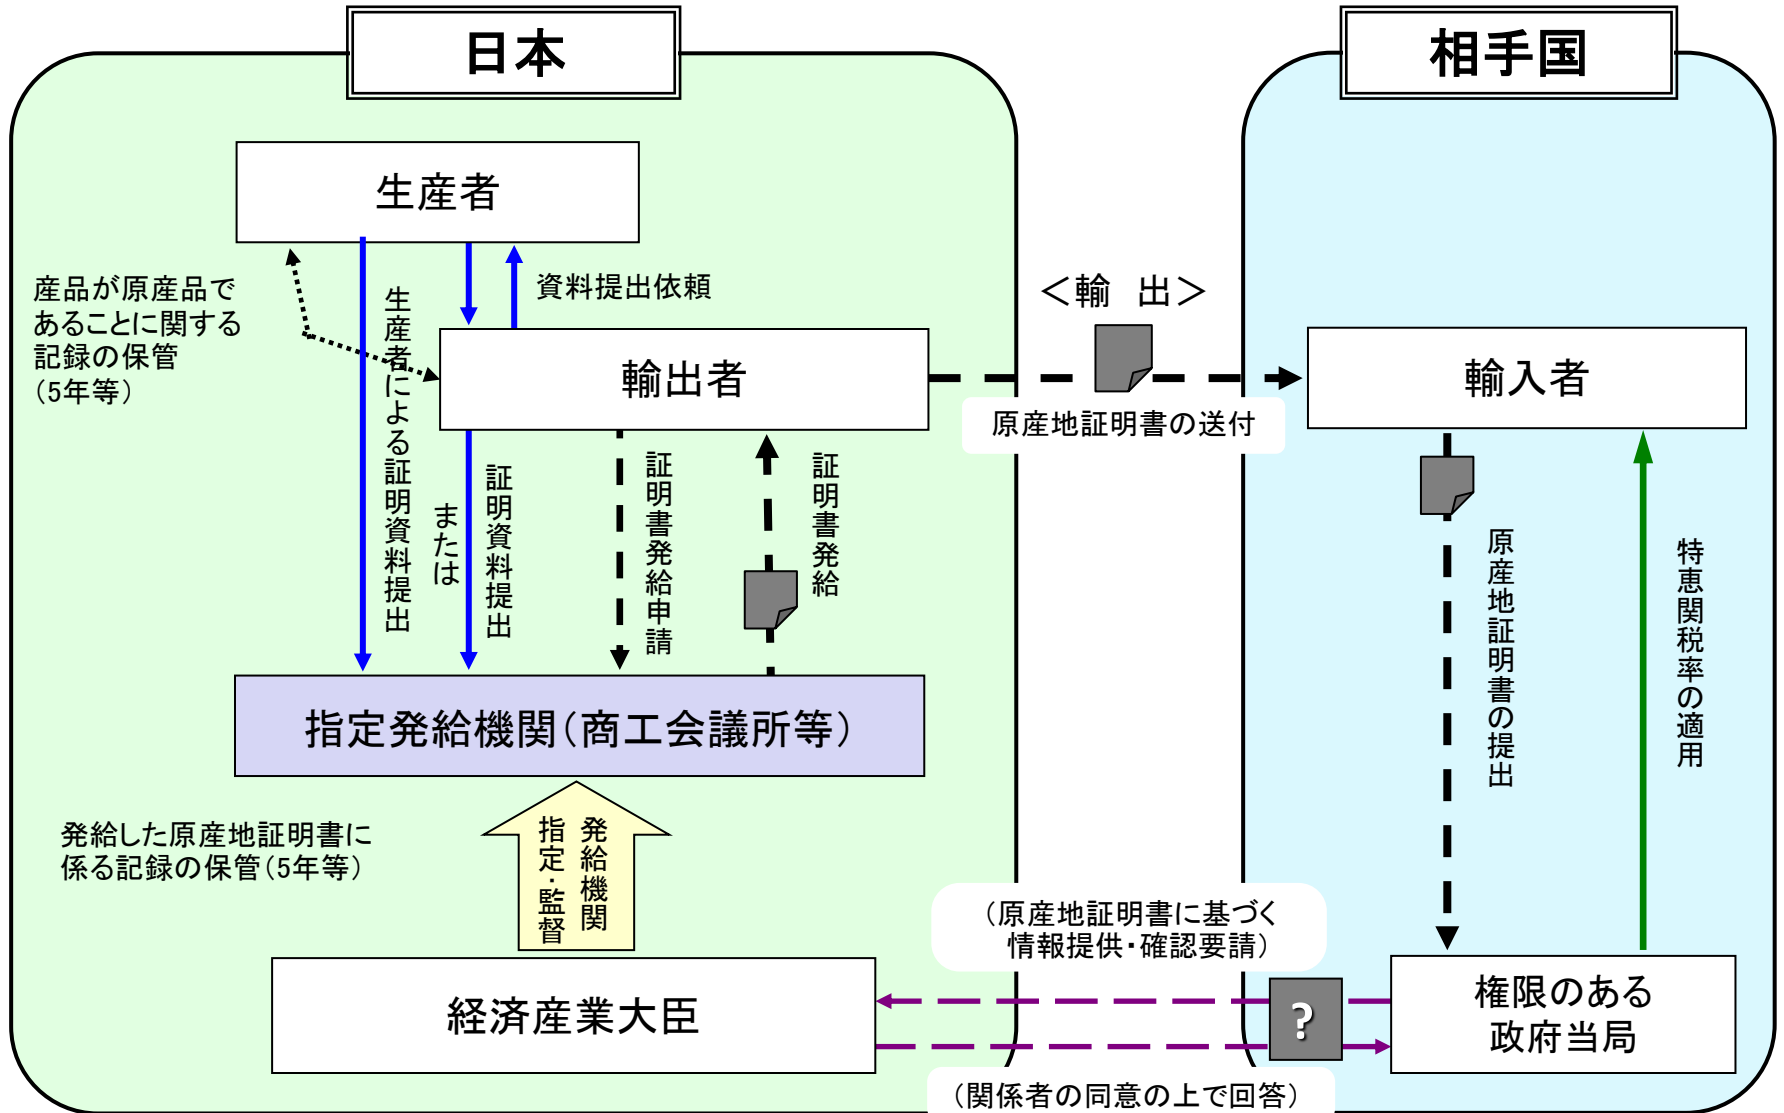 日本
相手国
生産者
産品が原産品で
あることに関する
記録の保管
（5年等）
生産者による証明資料提出
資料提出依頼
＜輸　出＞
輸出者
輸入者
原産地証明書の送付
または
証明資料提出
証明書発給申請
証明書発給
原産地証明書の提出
特恵関税率の適用
指定発給機関（商工会議所等）
発給した原産地証明書に
係る記録の保管（5年等）
発給機関
指定・監督
（原産地証明書に基づく
情報提供・確認要請）
経済産業大臣
?
権限のある
政府当局
（関係者の同意の上で回答）